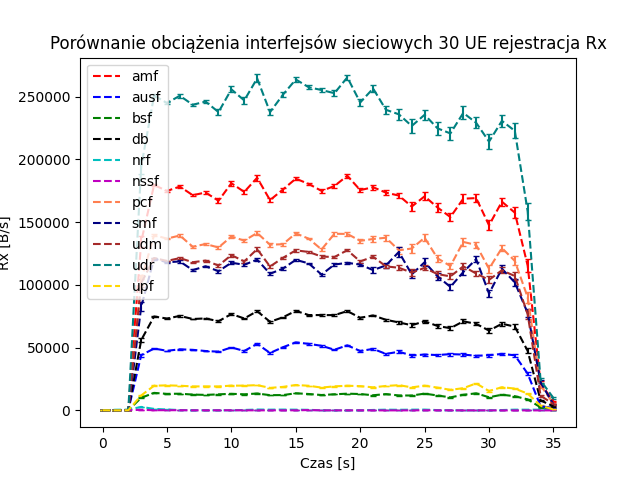 Porównanie obciążenia interfejsów sieciowych 30 UE rejestracja Rx
Rx [B/s]
250000
200000
150000
100000
50000
0
amf
ausf
bsf
db
nrf
nssf
pcf
smf
udm
udr
upf
0 5 10 15 20 25 30 35
Czas [s]